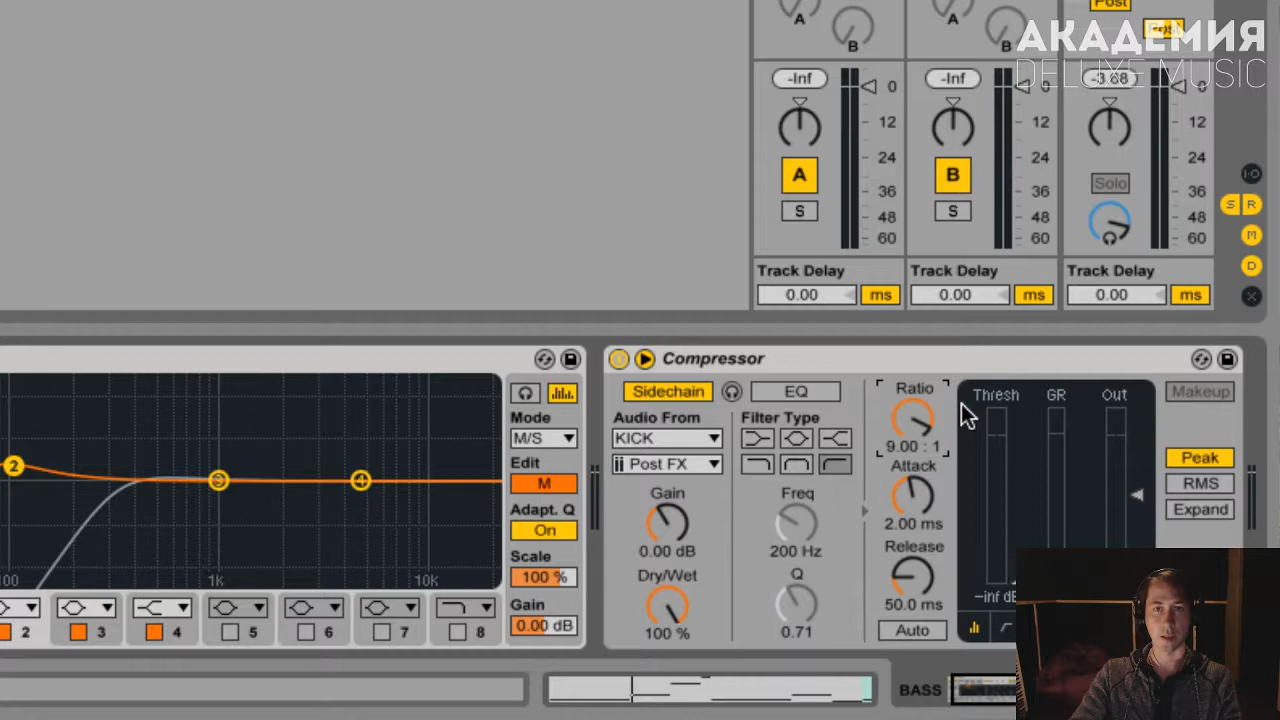 Post
A
A
B
B
Post
АКАДЕМИЯ
DELUXE MUSIC
-Inf
0
-Inf
0
-3.68
0
12
12
12
24
24
24
A
B
Solo
36
36
36
S
S
48
48
48
60
60
60
I·O
S R
M
D
Track Delay
Track Delay
Track Delay
0.00 ms
0.00 ms
0.00 ms
Compressor
2
3
4
100
1k
10K
2
3
4
5
6
7
8
Mode
M/S
Edit
M
Adapt. Q
On
Scale
100 %
Gain
0.00 dB
Sidechain
EQ
Audio From
KICK
Post FX
Gain
0.00 dB
Dry/Wet
100 %
Filter Type
Freq
200 Hz
Q
0.71
Ratio
9.00 : 1
Attack
2.00 ms
Release
50.0 ms
Auto
Thresh
GR
Out
Makeup
Peak
RMS
Expand
BASS